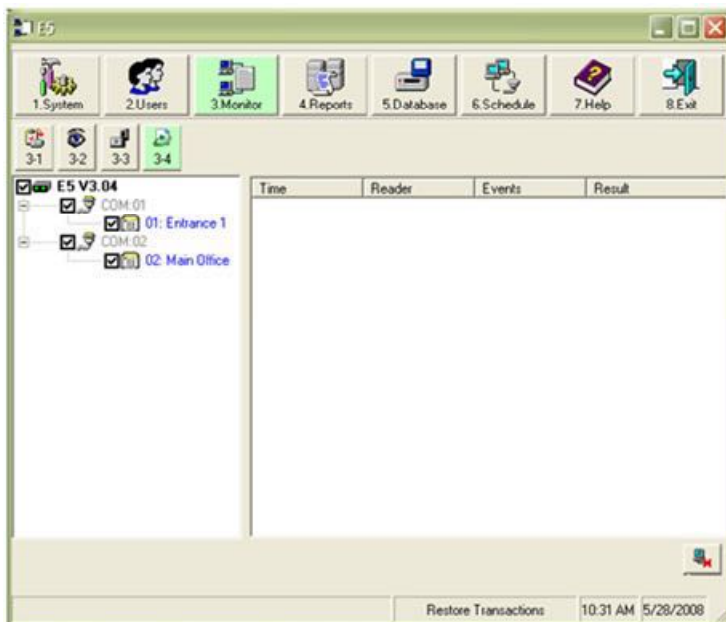 E5
1.System 2.Users 3.Monitor 4.Reports 5.Database 6.Schedule 7.Help 8.Exit
3-1 3-2 3-3 3-4
E5 V3.04
COM:01
01: Entrance 1
COM:02
02: Main Office
Time Reader Events Result
Restore Transactions 10:31 AM 5/28/2008